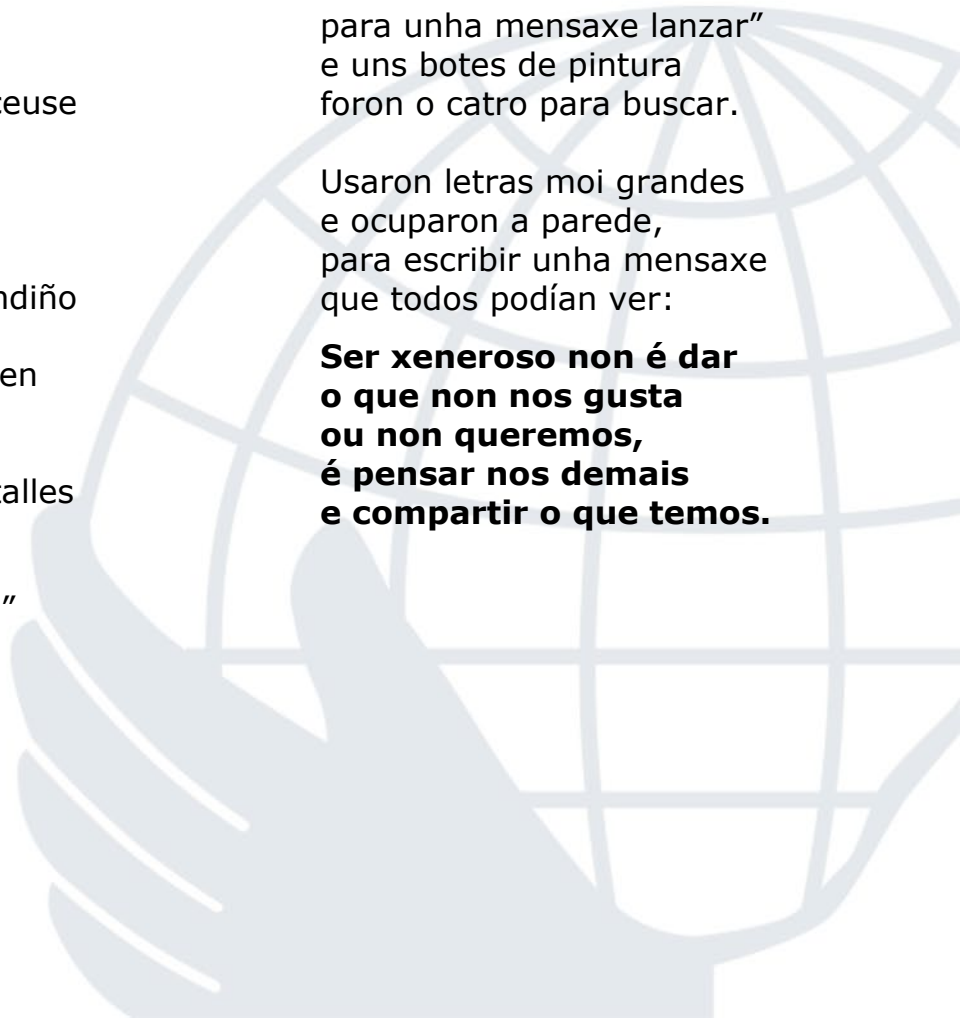 para unha mensaxe lanzar”
e uns botes de pintura
foron o catro para buscar.
Usaron letras moi grandes
e ocuparon a parede,
para escribir unha mensaxe
que todos podían ver:
Ser xeneroso non é dar
o que non nos gusta
ou non queremos,
é pensar nos demais
e compartir o que temos.